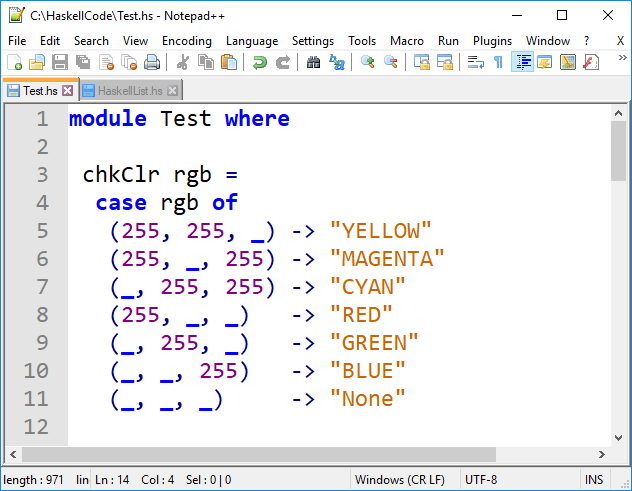 C:\HaskellCode\Test.hs - Notepad++
File Edit Search View Encoding Language Settings Tools Macro Run Plugins Window ? X
Test.hs HaskellList.hs
1 module Test where
2
3 chkClr rgb =
4 case rgb of
5 (255, 255, _) -> "YELLOW"
6 (255, _, 255) -> "MAGENTA"
7 (_, 255, 255) -> "CYAN"
8 (255, _, _) -> "RED"
9 (_, 255, _) -> "GREEN"
10 (_, _, 255) -> "BLUE"
11 (_, _, _) -> "None"
12
length : 971 lin Ln : 14 Col : 4 Sel : 0 | 0 Windows (CR LF) UTF-8 INS